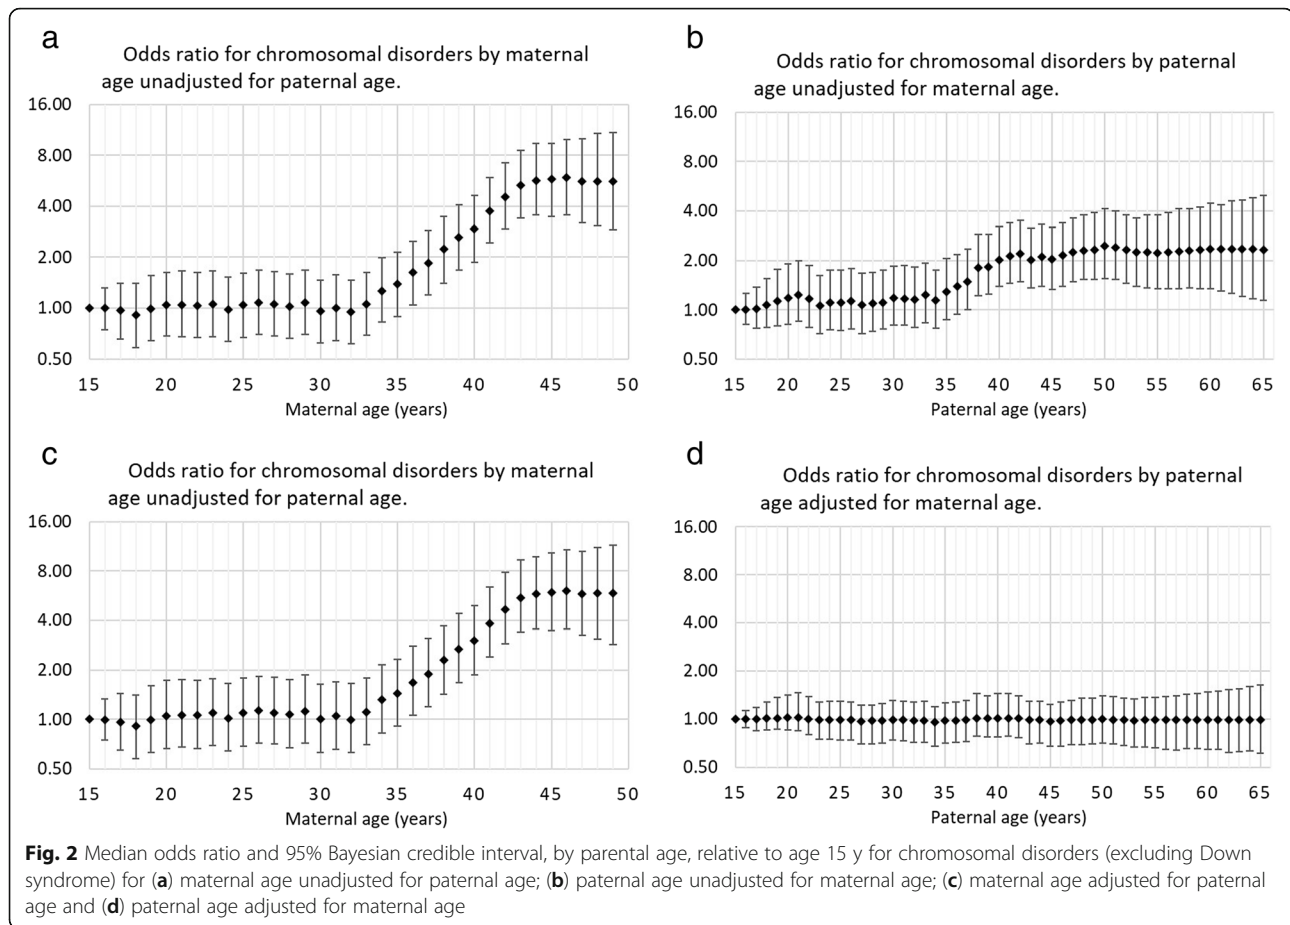 a
Odds ratio for chromosomal disorders by maternal
age unadjusted for paternal age.
16.00
8.00
4.00
2.00
1.00
0.50
15 20 25 30 35 40 45 50
Maternal age (years)
b
Odds ratio for chromosomal disorders by paternal
age unadjusted for maternal age.
16.00
8.00
4.00
2.00
1.00
0.50
15 20 25 30 35 40 45 50 55 60 65
Paternal age (years)
c
Odds ratio for chromosomal disorders by maternal
age unadjusted for paternal age.
16.00
8.00
4.00
2.00
1.00
0.50
15 20 25 30 35 40 45 50
Maternal age (years)
d
Odds ratio for chromosomal disorders by paternal
age adjusted for maternal age.
16.00
8.00
4.00
2.00
1.00
0.50
15 20 25 30 35 40 45 50 55 60 65
Paternal age (years)
Fig. 2 Median odds ratio and 95% Bayesian credible interval, by parental age, relative to age 15 y for chromosomal disorders (excluding Down
syndrome) for (a) maternal age unadjusted for paternal age; (b) paternal age unadjusted for maternal age; (c) maternal age adjusted for paternal
age and (d) paternal age adjusted for maternal age